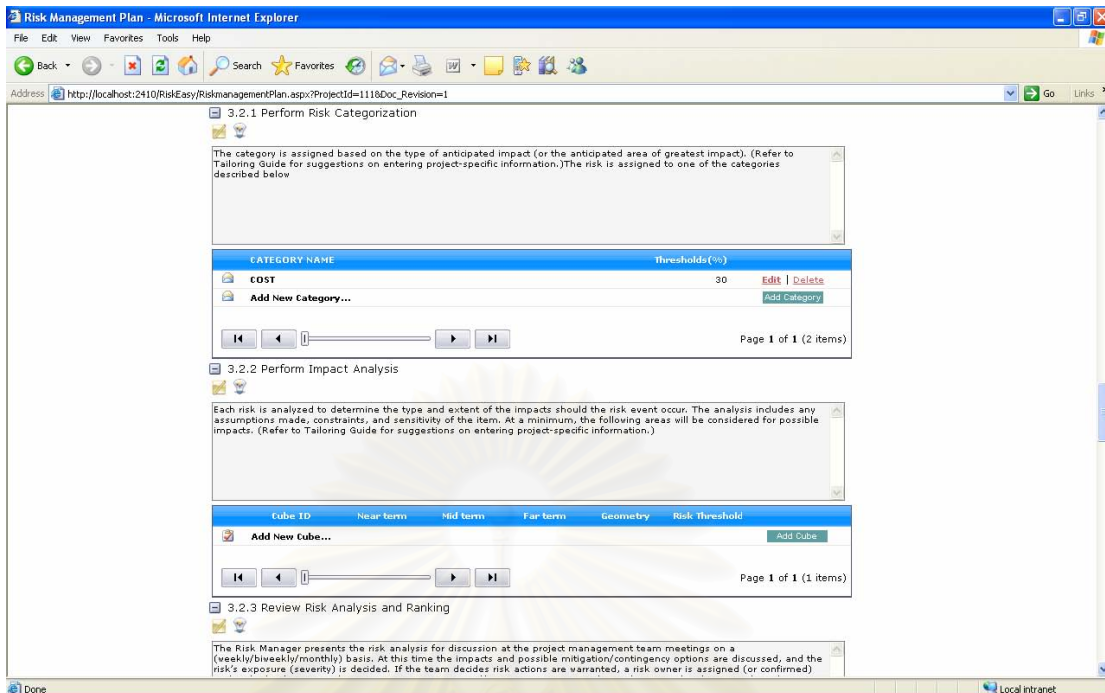 Risk Management Plan - Microsoft Internet Explorer
File Edit View Favorites Tools Help
Back Search Favorites
Address http://localhost:2410/RiskEasy/RiskmanagementPlan.aspx?ProjectId=111&Doc_Revision=1 Go Links
3.2.1 Perform Risk Categorization
The category is assigned based on the type of anticipated impact (or the anticipated area of greatest impact). (Refer to
Tailoring Guide for suggestions on entering project-specific information.)The risk is assigned to one of the categories
described below
CATEGORY NAME Thresholds(%)
COST 30 Edit | Delete
Add New Category... Add Category
Page 1 of 1 (2 items)
3.2.2 Perform Impact Analysis
Each risk is analyzed to determine the type and extent of the impacts should the risk event occur. The analysis includes any
assumptions made, constraints, and sensitivity of the item. At a minimum, the following areas will be considered for possible
impacts. (Refer to Tailoring Guide for suggestions on entering project-specific information.)
Cube ID Near term Mid term Far term Geometry Risk Threshold
Add New Cube... Add Cube
Page 1 of 1 (1 items)
3.2.3 Review Risk Analysis and Ranking
The Risk Manager presents the risk analysis for discussion at the project management team meetings on a
(weekly/biweekly/monthly) basis. At this time the impacts and possible mitigation/contingency options are discussed, and the
risk's exposure (severity) is decided. If the team decides risk actions are warranted, a risk owner is assigned (or confirmed)
Done Local intranet